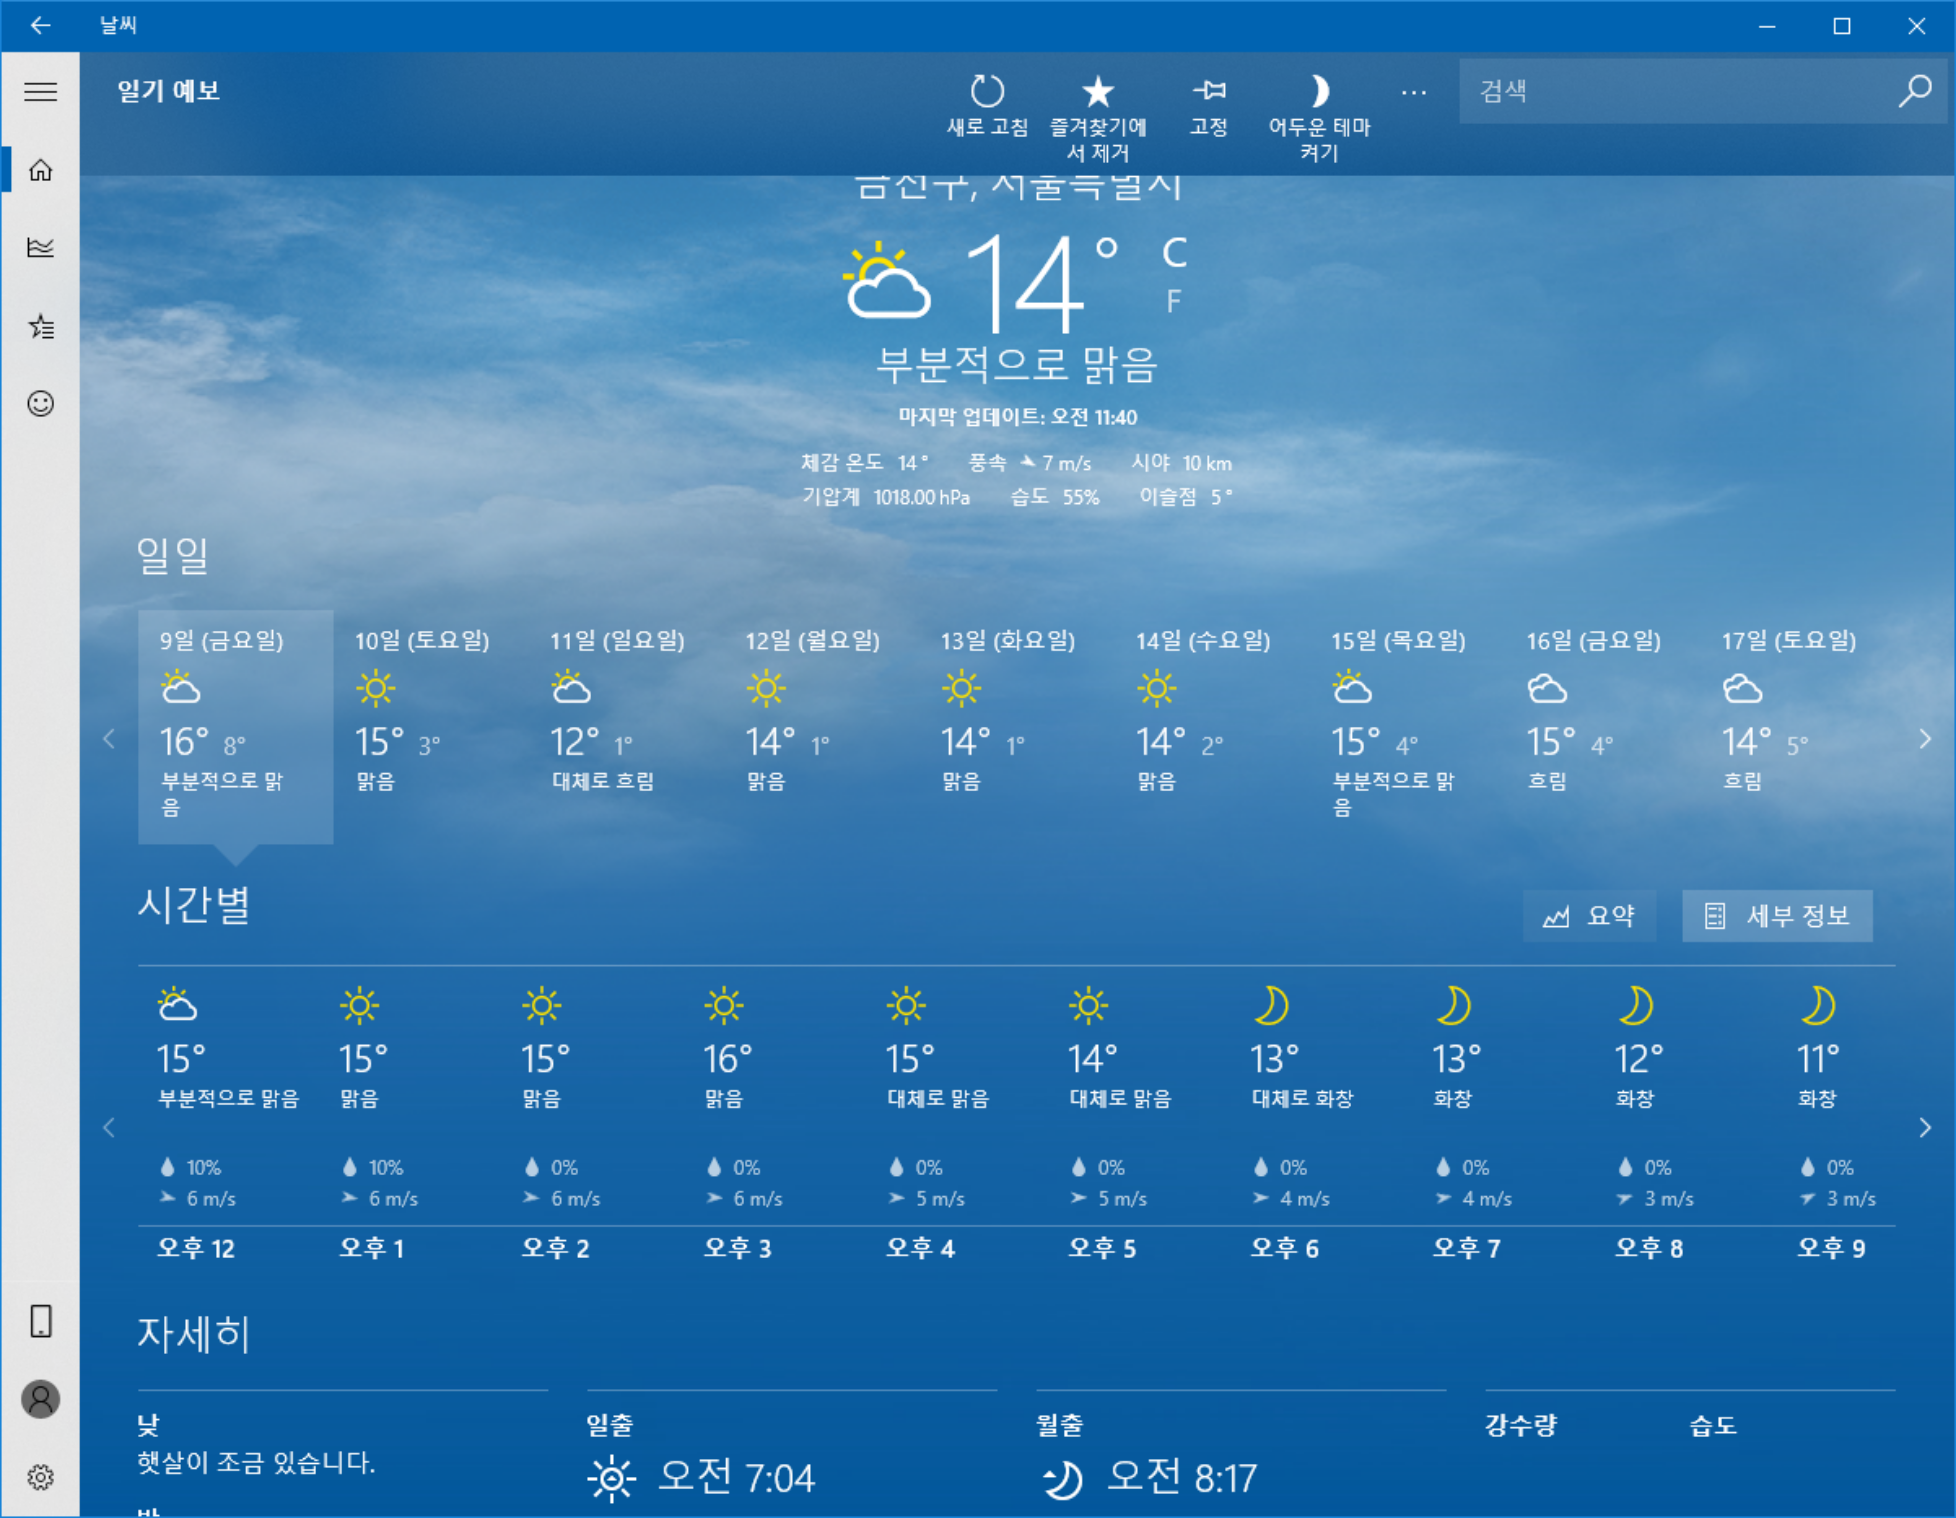 날씨
일기 예보
새로 고침
즐겨찾기에
서 제거
고정
어두운 테마
켜기
검색
금천구, 서울특별시
14° C
F
부분적으로 맑음
마지막 업데이트: 오전 11:40
체감 온도 14° 풍속 7 m/s 시야 10 km
기압계 1018.00 hPa 습도 55% 이슬점 5°
일일
9일 (금요일) 10일 (토요일) 11일 (일요일) 12일 (월요일) 13일 (화요일) 14일 (수요일) 15일 (목요일) 16일 (금요일) 17일 (토요일)
16° 8° 15° 3° 12° 1° 14° 1° 14° 1° 14° 2° 15° 4° 15° 4° 14° 5°
부분적으로 맑 맑음 대체로 흐림 맑음 맑음 맑음 부분적으로 맑 흐림 흐림
음 음
시간별
요약 세부 정보
15° 15° 15° 16° 15° 14° 13° 13° 12° 11°
부분적으로 맑음 맑음 맑음 맑음 대체로 맑음 대체로 맑음 대체로 화창 화창 화창 화창
10% 10% 0% 0% 0% 0% 0% 0% 0% 0%
6 m/s 6 m/s 6 m/s 6 m/s 5 m/s 5 m/s 4 m/s 4 m/s 3 m/s 3 m/s
오후 12 오후 1 오후 2 오후 3 오후 4 오후 5 오후 6 오후 7 오후 8 오후 9
자세히
낮 일출 월출 강수량 습도
햇살이 조금 있습니다.
오전 7:04 오전 8:17